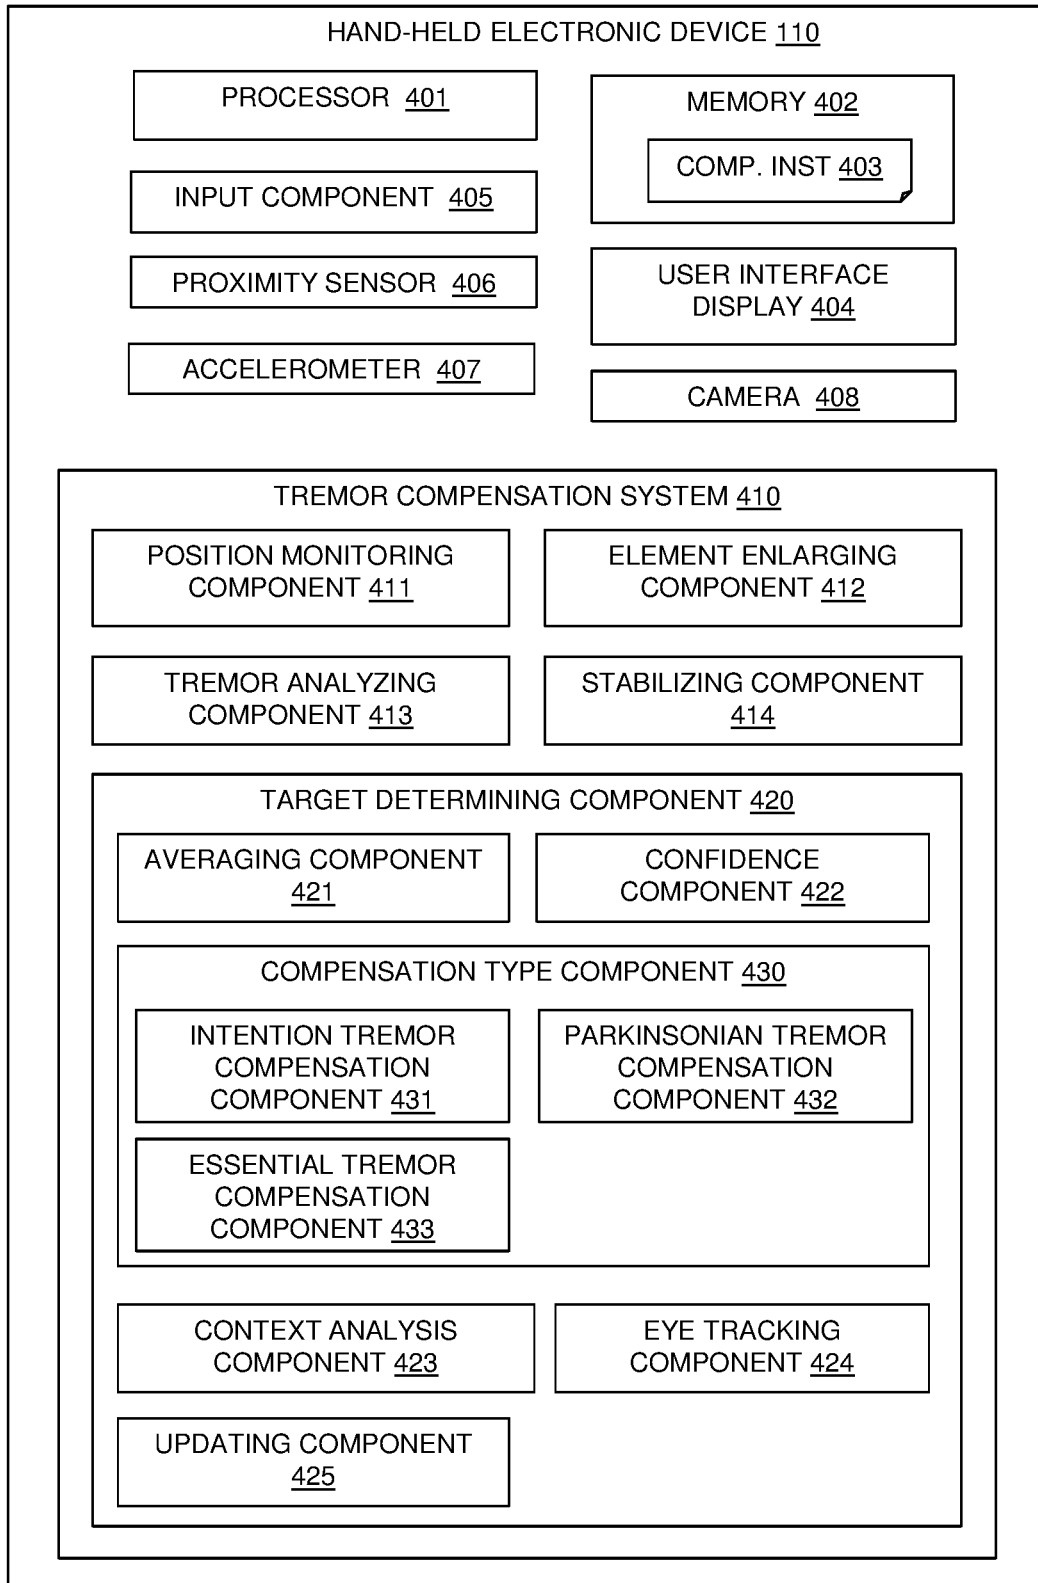 HAND-HELD ELECTRONIC DEVICE 110
PROCESSOR 401
MEMORY 402
COMP. INST 403
INPUT COMPONENT 405
PROXIMITY SENSOR 406
USER INTERFACE
DISPLAY 404
ACCELEROMETER 407
CAMERA 408
TREMOR COMPENSATION SYSTEM 410
POSITION MONITORING
COMPONENT 411
ELEMENT ENLARGING
COMPONENT 412
TREMOR ANALYZING
COMPONENT 413
STABILIZING COMPONENT
414
TARGET DETERMINING COMPONENT 420
AVERAGING COMPONENT
421
CONFIDENCE
COMPONENT 422
COMPENSATION TYPE COMPONENT 430
INTENTION TREMOR
COMPENSATION
COMPONENT 431
PARKINSONIAN TREMOR
COMPENSATION
COMPONENT 432
ESSENTIAL TREMOR
COMPENSATION
COMPONENT 433
CONTEXT ANALYSIS
COMPONENT 423
EYE TRACKING
COMPONENT 424
UPDATING COMPONENT
425